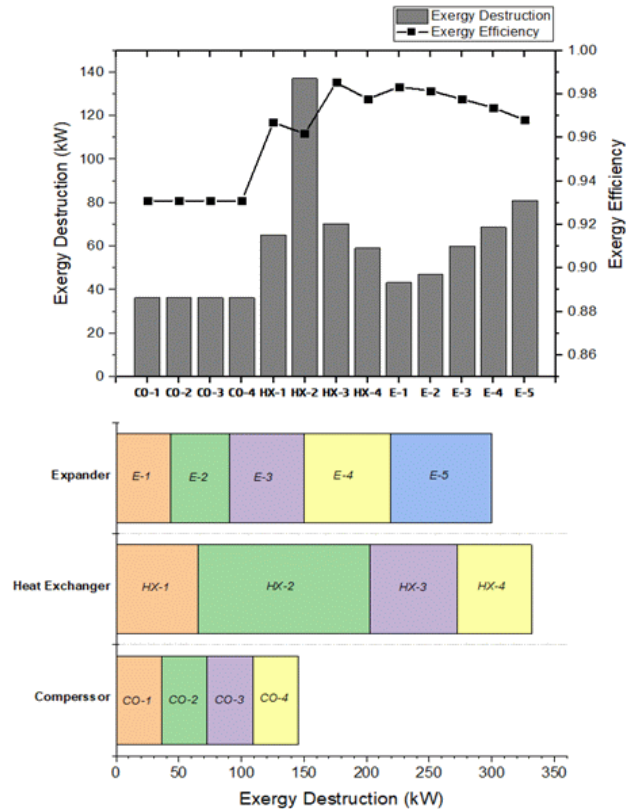 Exergy Destruction
Exergy Efficiency
Exergy Destruction (kW)
140
120
100
80
60
40
20
0
1.00
0.98
0.96
0.94
0.92
0.90
0.88
0.86
Exergy Efficiency
CO-1 CO-2 CO-3 CO-4 HX-1 HX-2 HX-3 HX-4 E-1 E-2 E-3 E-4 E-5
Expander
E-1 E-2 E-3 E-4 E-5
Heat Exchanger
HX-1 HX-2 HX-3 HX-4
Comperssor
CO-1 CO-2 CO-3 CO-4
0 50 100 150 200 250 300 350
Exergy Destruction (kW)